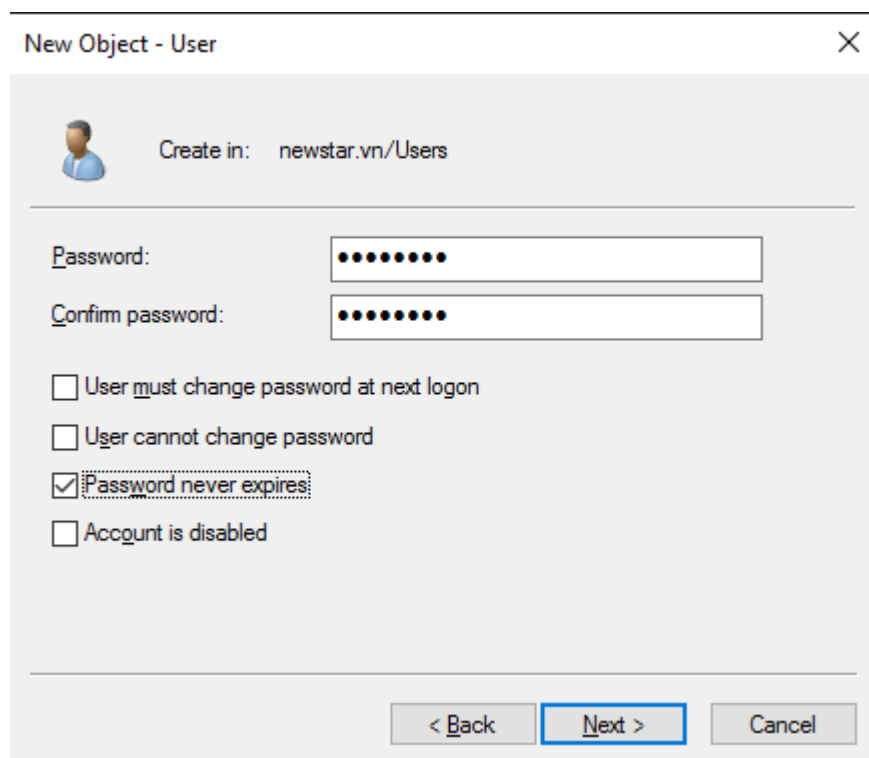 New Object - User
Create in: newstar.vn/Users
Password: ••••••••
Confirm password: ••••••••
User must change password at next logon
User cannot change password
Password never expires
Account is disabled
< Back Next > Cancel